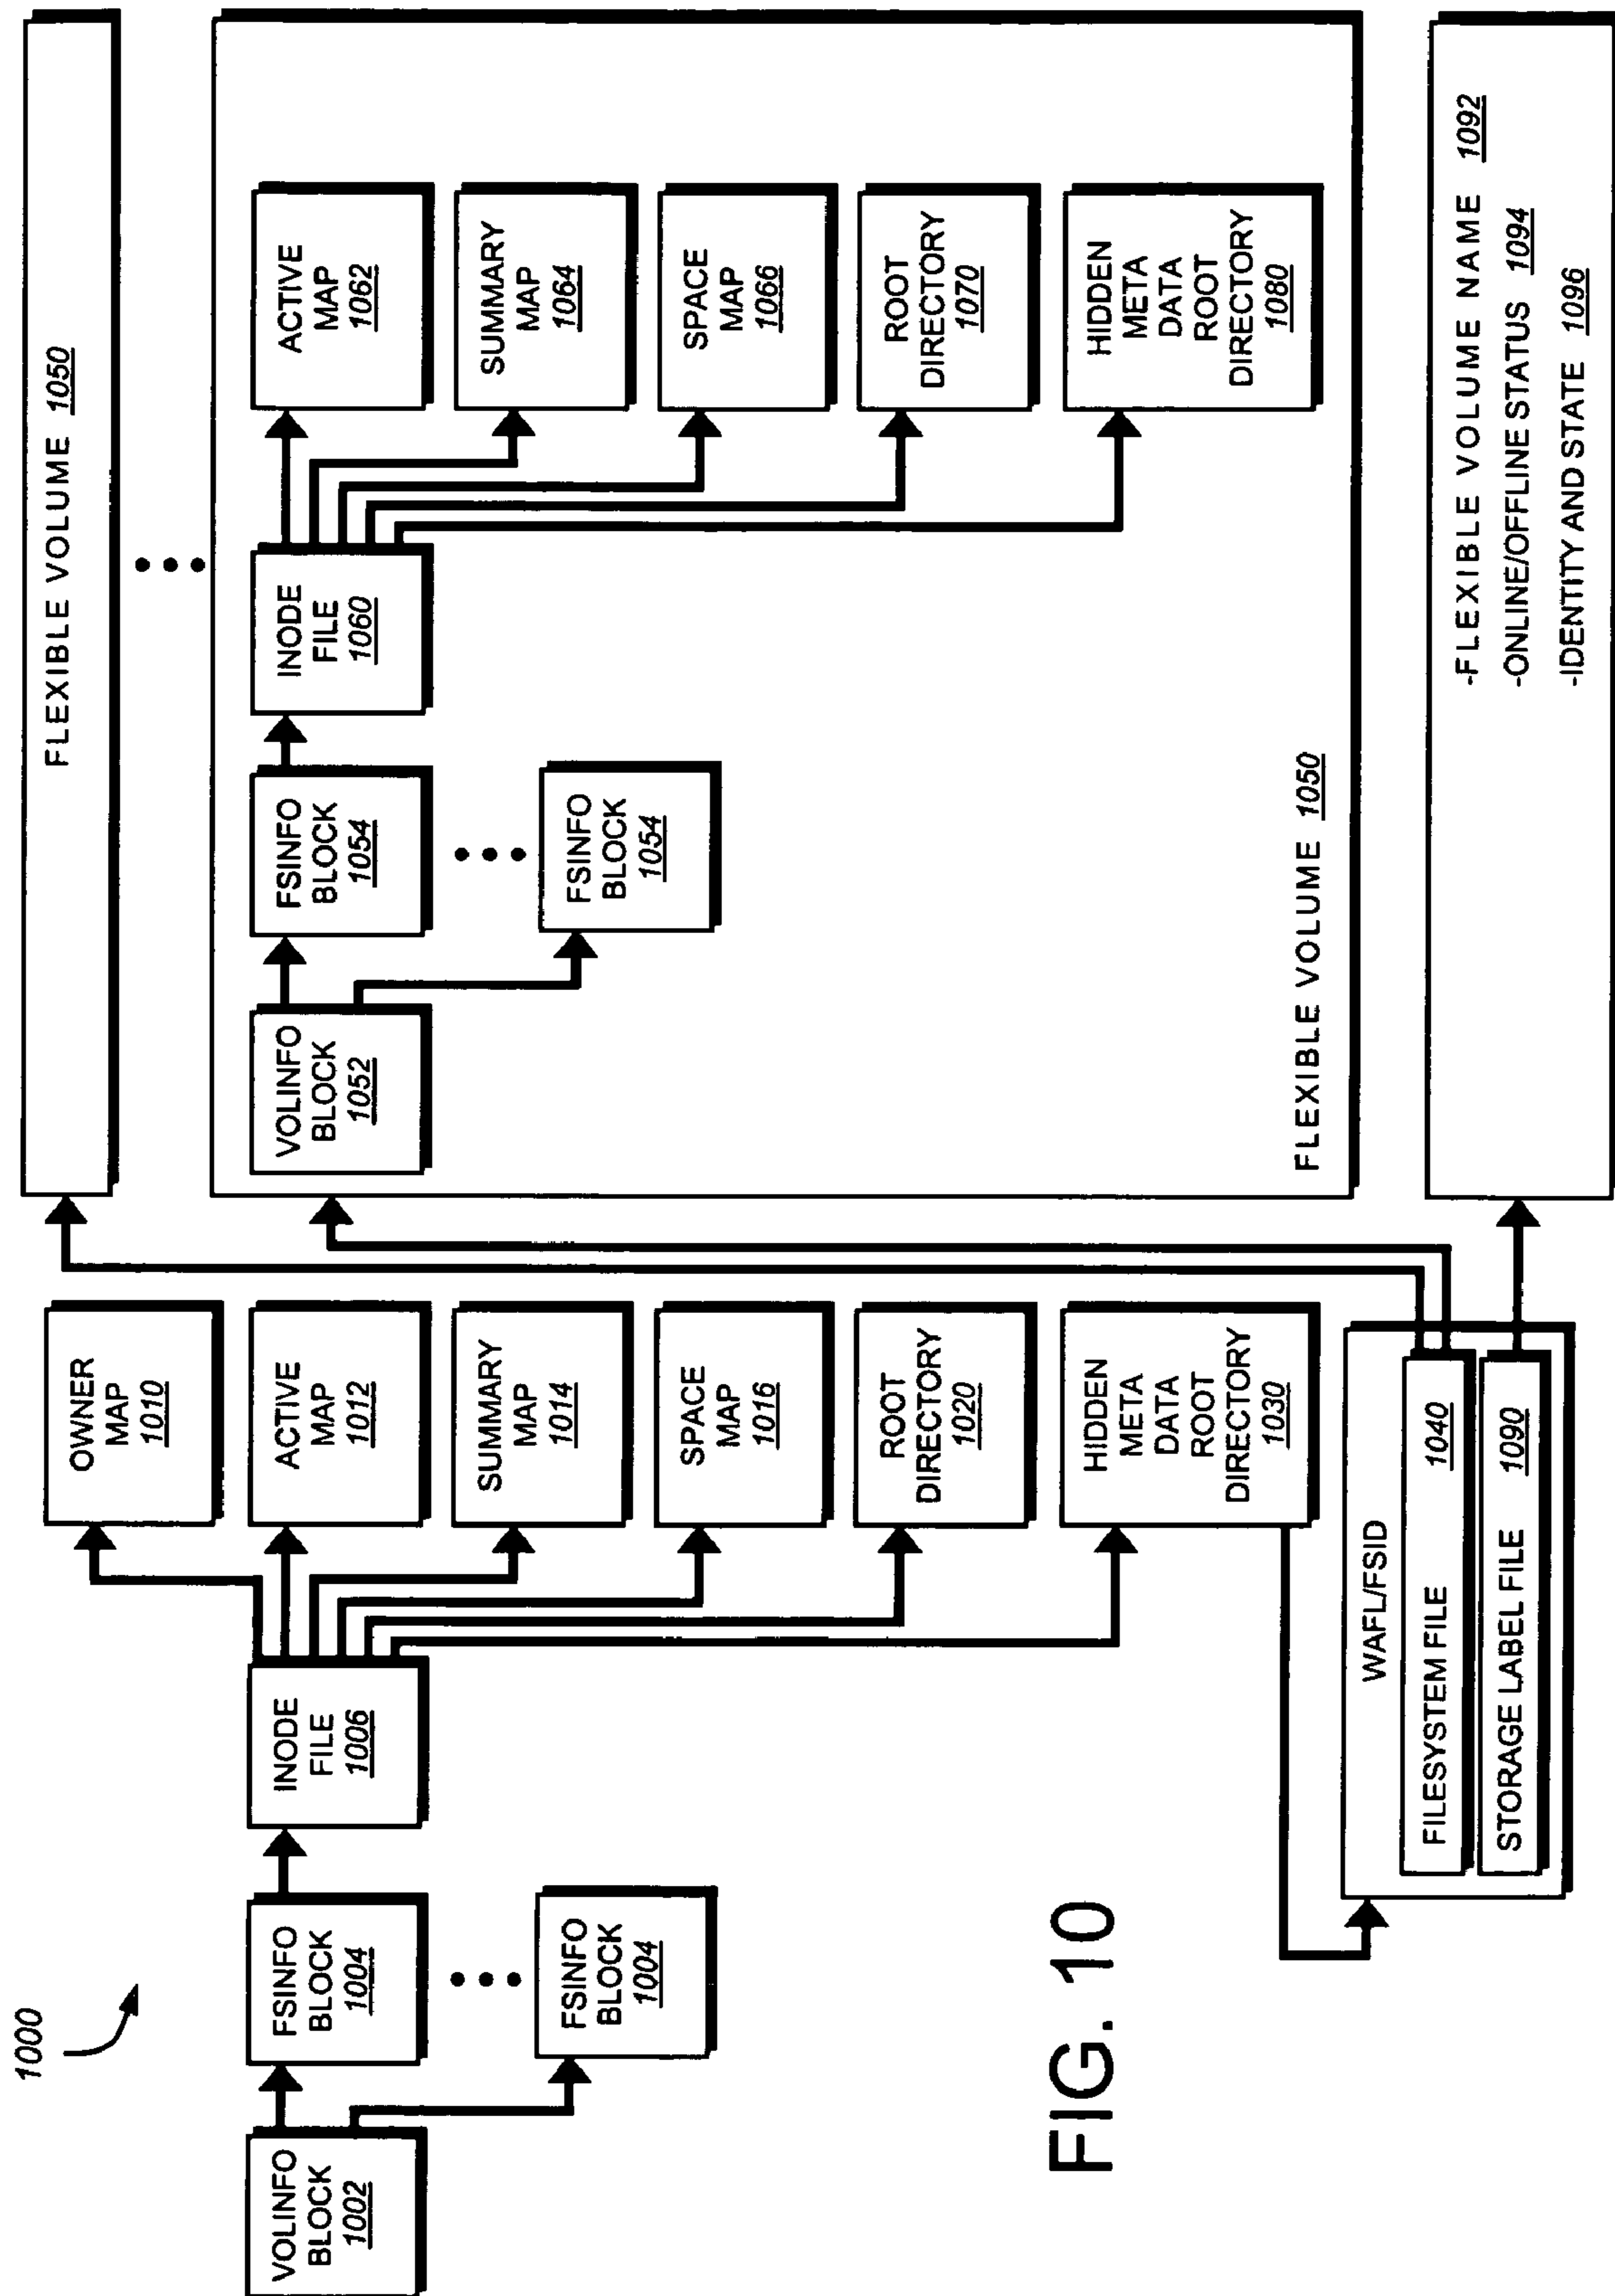 1000
VOLINFO
BLOCK
1002
FSINFO
BLOCK
1004
FSINFO
BLOCK
1004
INODE
FILE
1006
OWNER
MAP
1010
ACTIVE
MAP
1012
SUMMARY
MAP
1014
SPACE
MAP
1016
ROOT
DIRECTORY
1020
HIDDEN
META
DATA
ROOT
DIRECTORY
1030
WAFL/FSID
FILESYSTEM FILE 1040
STORAGE LABEL FILE 1090
FLEXIBLE VOLUME 1050
VOLINFO
BLOCK
1052
FSINFO
BLOCK
1054
FSINFO
BLOCK
1054
INODE
FILE
1060
ACTIVE
MAP
1062
SUMMARY
MAP
1064
SPACE
MAP
1066
ROOT
DIRECTORY
1070
HIDDEN
META
DATA
ROOT
DIRECTORY
1080
FLEXIBLE VOLUME 1050
-FLEXIBLE VOLUME NAME 1092
-ONLINE/OFFLINE STATUS 1094
-IDENTITY AND STATE 1096
FIG. 10